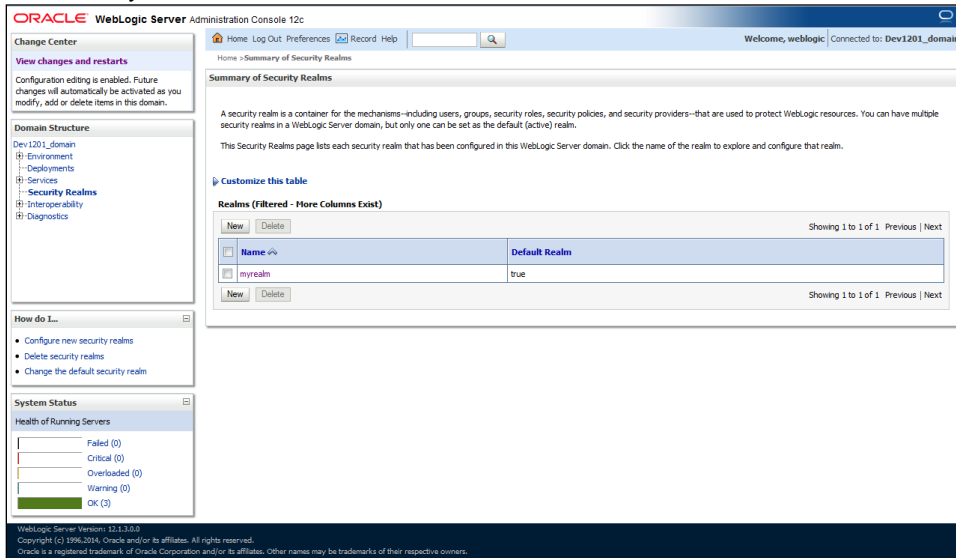 ORACLE WebLogic Server Administration Console 12c
Change Center
View changes and restarts
Configuration editing is enabled. Future
changes will automatically be activated as you
modify, add or delete items in this domain.
Domain Structure
Dev1201_domain
Environment
Deployments
Services
Security Realms
Interoperability
Diagnostics
How do I...
Configure new security realms
Delete security realms
Change the default security realm
System Status
Health of Running Servers
Failed (0)
Critical (0)
Overloaded (0)
Warning (0)
OK (3)
Home Log Out Preferences Record Help
Welcome, weblogic Connected to: Dev1201_domain
Home >Summary of Security Realms
Summary of Security Realms
A security realm is a container for the mechanisms--including users, groups, security roles, security policies, and security providers--that are used to protect WebLogic resources. You can have multiple
security realms in a WebLogic Server domain, but only one can be set as the default (active) realm.
This Security Realms page lists each security realm that has been configured in this WebLogic Server domain. Click the name of the realm to explore and configure that realm.
Customize this table
Realms (Filtered - More Columns Exist)
New Delete Showing 1 to 1 of 1 Previous | Next
Name Default Realm
myrealm true
New Delete Showing 1 to 1 of 1 Previous | Next
WebLogic Server Version: 12.1.3.0.0
Copyright (c) 1996,2014, Oracle and/or its affiliates. All rights reserved.
Oracle is a registered trademark of Oracle Corporation and/or its affiliates. Other names may be trademarks of their respective owners.